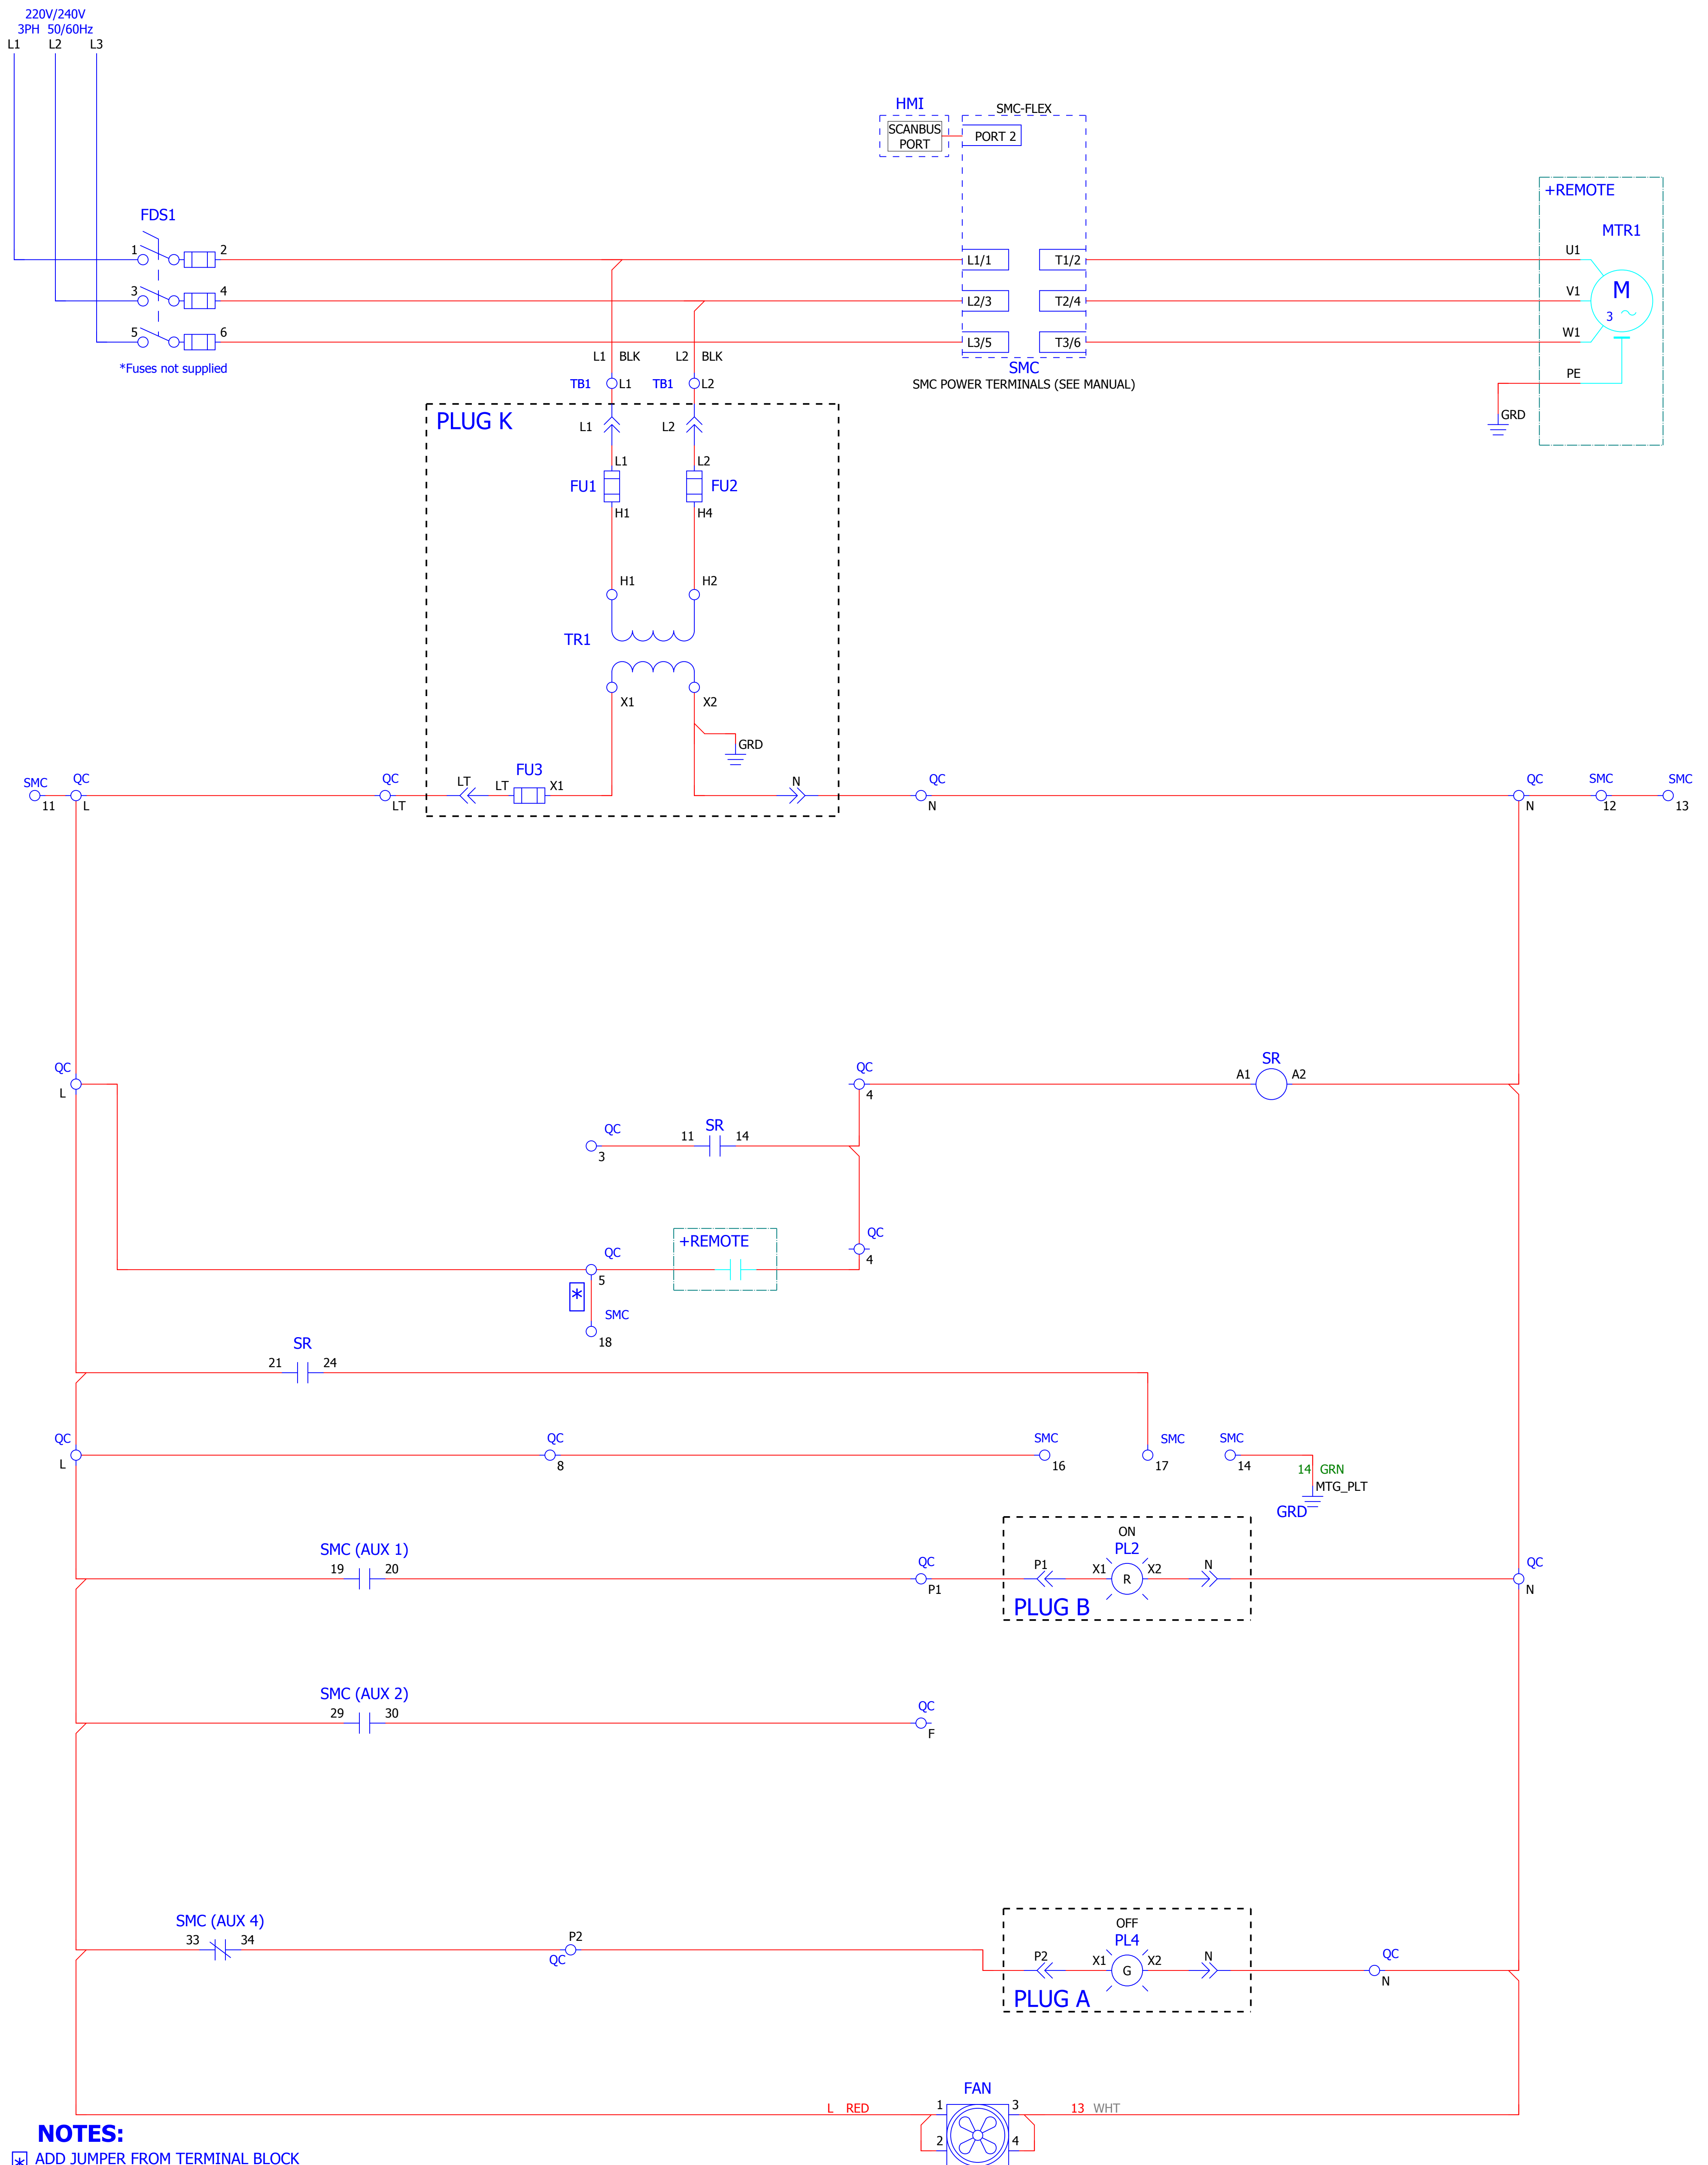 220V/240V
3PH 50/60Hz
L1 L2 L3
HMI
SCANBUS
PORT
SMC-FLEX
PORT 2
+REMOTE
MTR1
FDS1
1 2
3 4
5 6
*Fuses not supplied
L1/1 T1/2
L2/3 T2/4
L3/5 T3/6
SMC
SMC POWER TERMINALS (SEE MANUAL)
U1
V1
W1
PE
M
3
GRD
L1 BLK L2 BLK
TB1 L1 TB1 L2
PLUG K
L1 L2
L1 L2
FU1 FU2
H1 H4
H1 H2
TR1
X1 X2
GRD
FU3
LT LT X1 N
SMC QC QC QC QC SMC SMC
11 L LT N N 12 13
QC QC SR
L 4 A1 A2
QC SR
3 11 14
QC +REMOTE QC
5 4
*
SMC
18
SR
21 24
QC QC SMC SMC SMC
L 8 16 17 14
14 GRN
MTG_PLT
GRD
SMC (AUX 1)
19 20
QC
P1
ON
PL2
P1 X1 R X2 N
PLUG B
QC
N
SMC (AUX 2)
29 30
QC
F
SMC (AUX 4)
33 34
P2
QC
OFF
PL4
P2 X1 G X2 N
PLUG A
QC
N
FAN
L RED 1 3 13 WHT
2 4
NOTES:
* ADD JUMPER FROM TERMINAL BLOCK